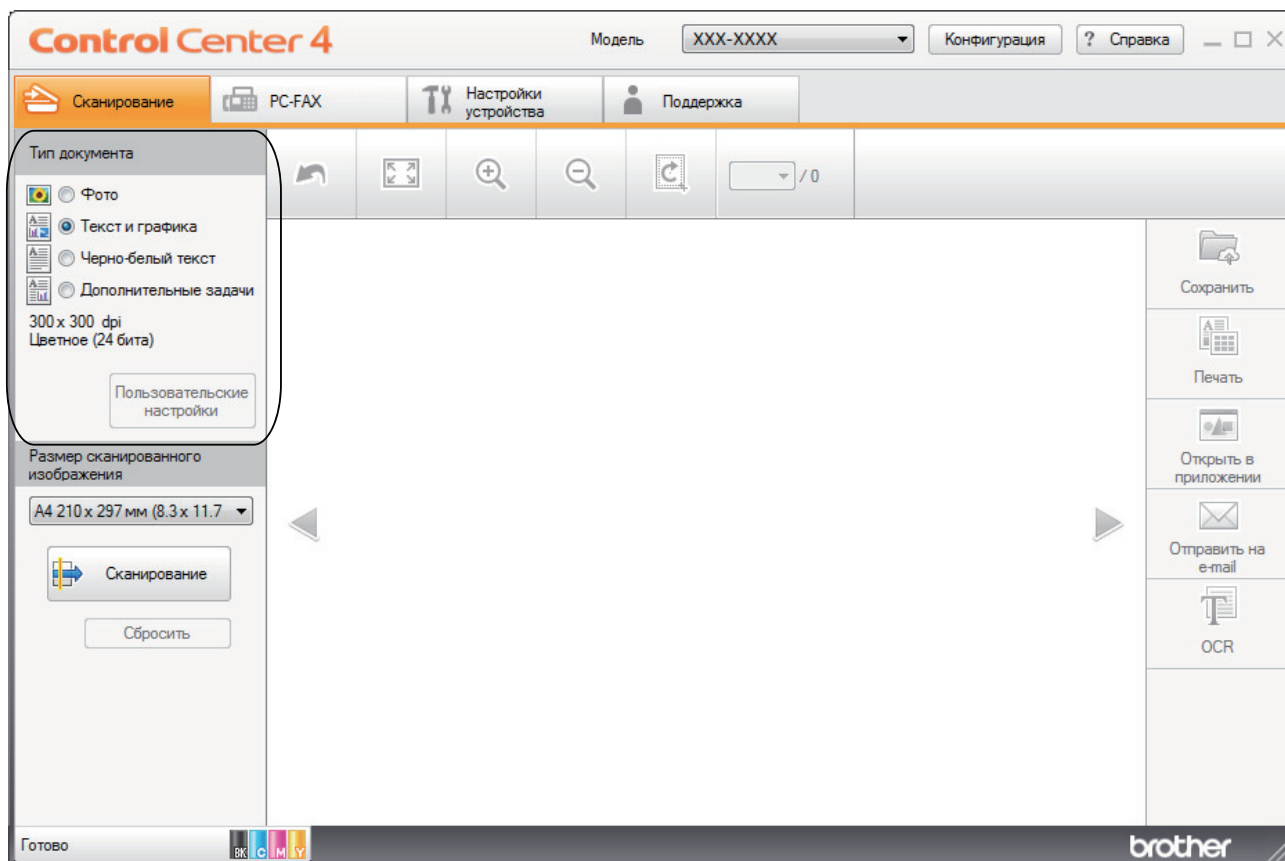 Control Center 4
Модель
XXX-XXXX
Конфигурация
? Справка
Сканирование
PC-FAX
Настройки
устройства
Поддержка
Тип документа
Фото
Текст и графика
Черно-белый текст
Дополнительные задачи
300 x 300 dpi
Цветное (24 бита)
Пользовательские
настройки
/ 0
Размер сканированного
изображения
A4 210 x 297 мм (8.3 x 11.7
Сканирование
Сбросить
Сохранить
Печать
Открыть в
приложении
Отправить на
e-mail
OCR
Готово
BK C M Y
brother